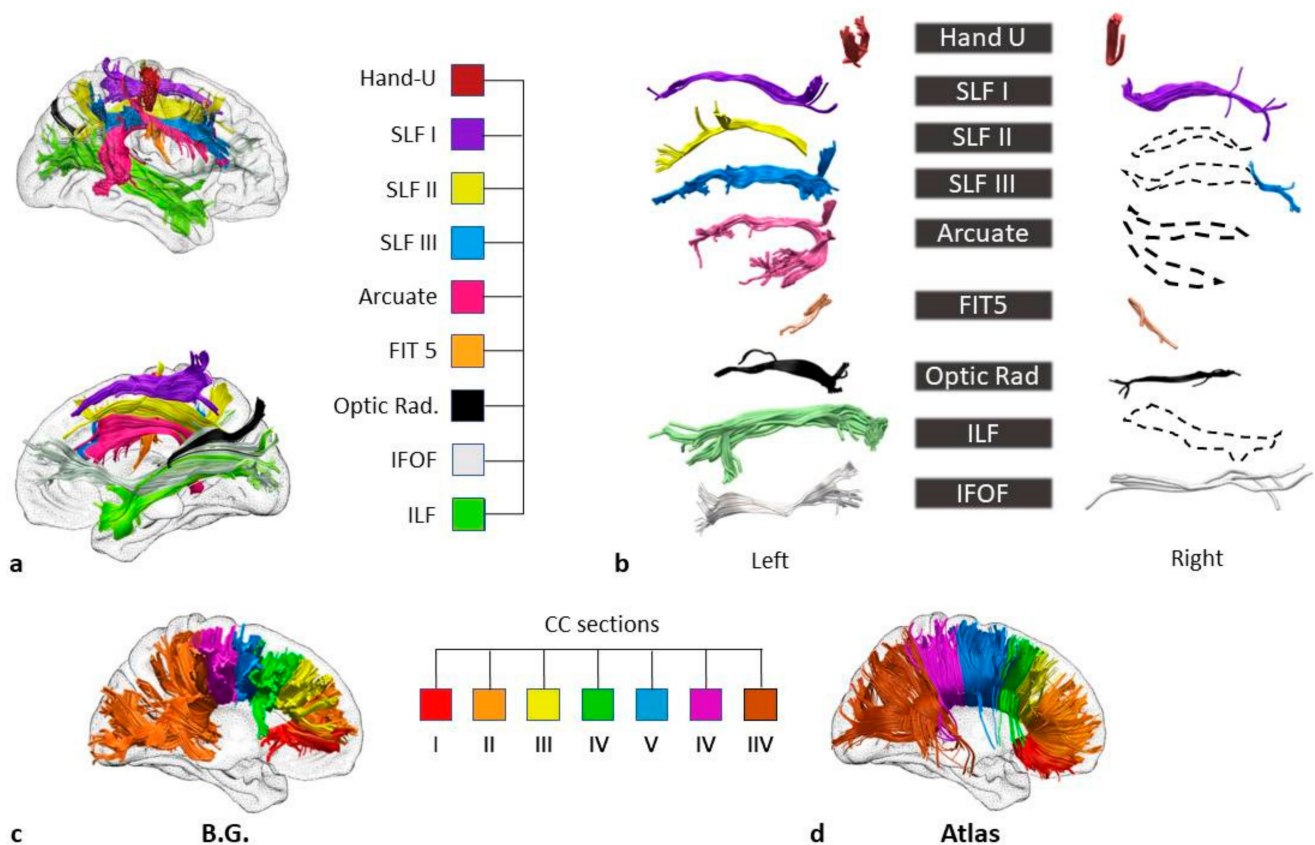 Hand-U
SLF I
SLF II
SLF III
Arcuate
FIT 5
Optic Rad.
IFOF
ILF
a
Hand U
SLF I
SLF II
SLF III
Arcuate
FIT5
Optic Rad
ILF
IFOF
b
Left
Right
CC sections
I
II
III
IV
V
IV
IIV
c
B.G.
d
Atlas